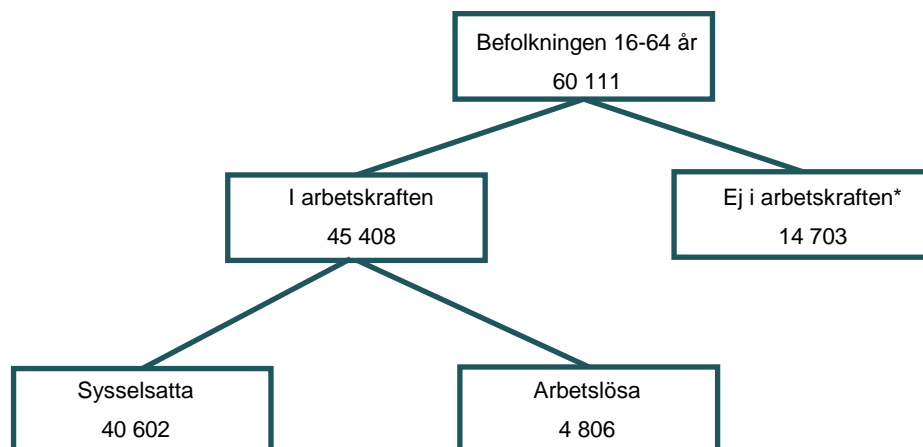 Befolkningen 16-64 år
60 111
I arbetskraften
45 408
Ej i arbetskraften*
14 703
Sysselsatta
40 602
Arbetslösa
4 806